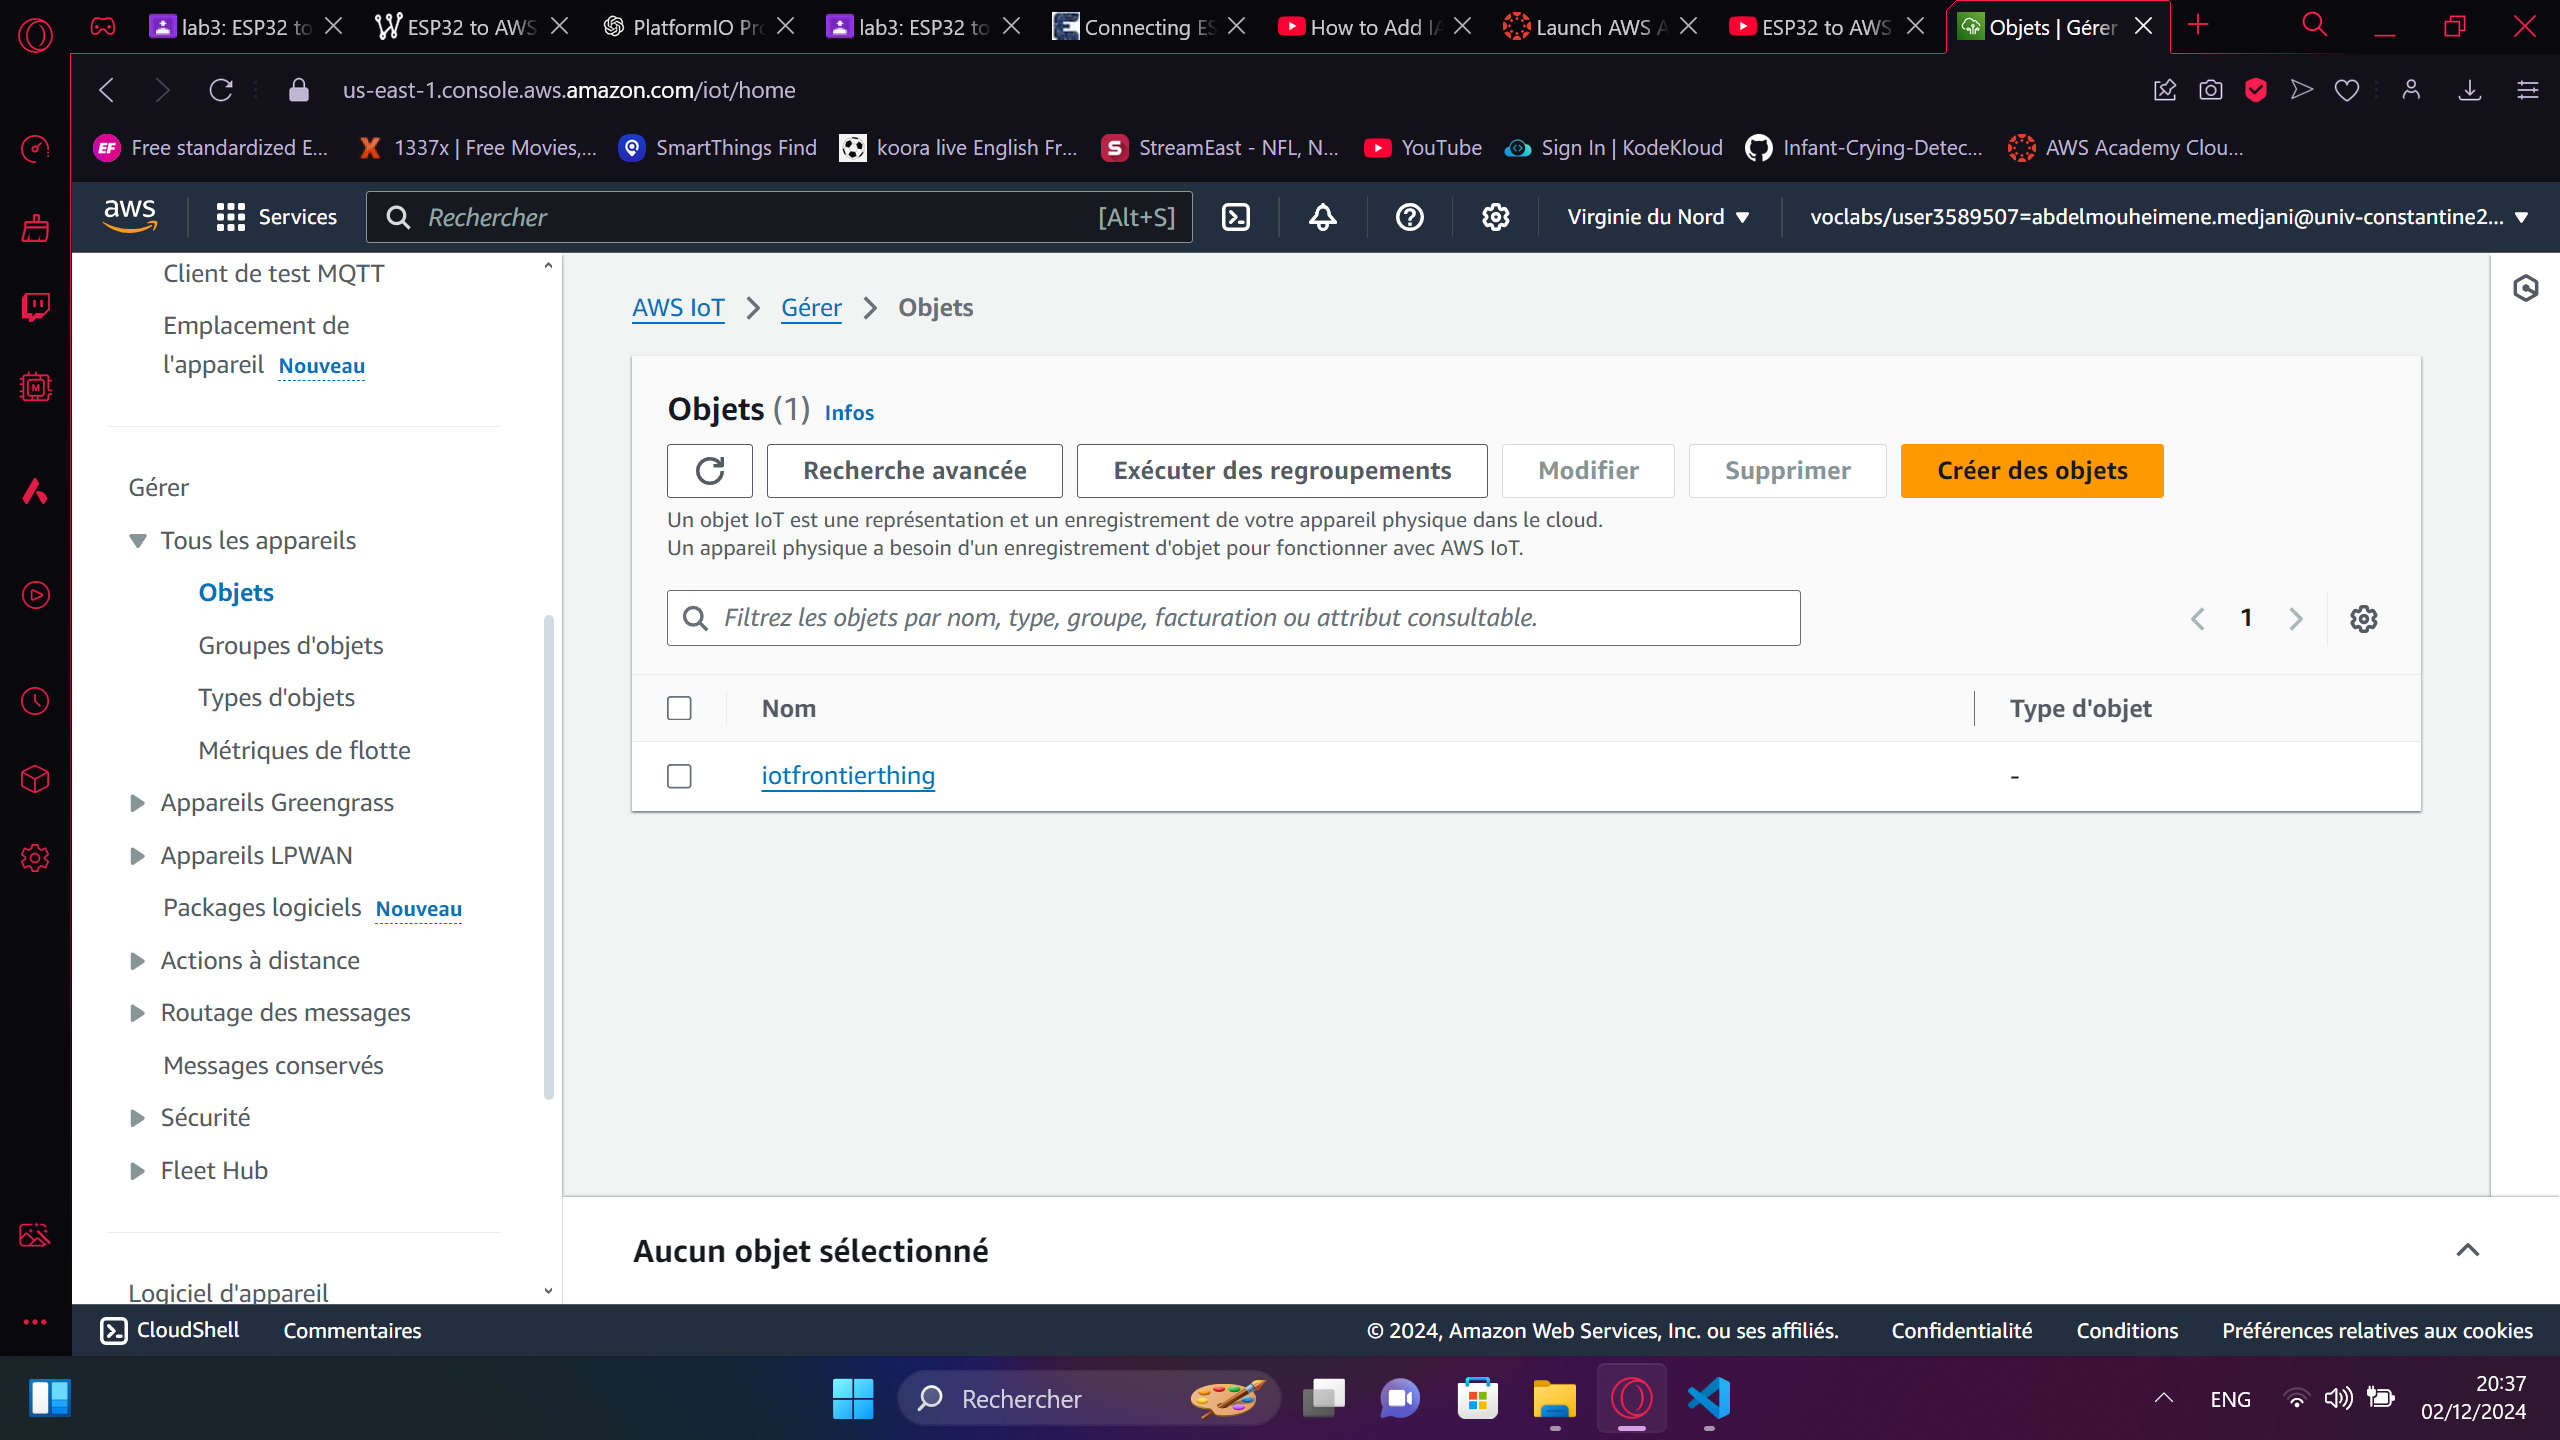 lab3: ESP32 to
ESP32 to AWS
PlatformIO Pro
lab3: ESP32 to
Connecting ES
How to Add IA
Launch AWS A
ESP32 to AWS
Objets | Gérer
us-east-1.console.aws.amazon.com/iot/home
Free standardized E...
1337x | Free Movies,...
SmartThings Find
koora live English Fr...
StreamEast - NFL, N...
YouTube
Sign In | KodeKloud
Infant-Crying-Detec...
AWS Academy Clou...
aws
Services
Rechercher
[Alt+S]
Virginie du Nord
voclabs/user3589507=abdelmouheimene.medjani@univ-constantine2...
Client de test MQTT
Emplacement de
l'appareil Nouveau
Gérer
Tous les appareils
Objets
Groupes d'objets
Types d'objets
Métriques de flotte
Appareils Greengrass
Appareils LPWAN
Packages logiciels Nouveau
Actions à distance
Routage des messages
Messages conservés
Sécurité
Fleet Hub
Logiciel d'appareil
AWS IoT
Gérer
Objets
Objets (1) Infos
Recherche avancée
Exécuter des regroupements
Modifier
Supprimer
Créer des objets
Un objet IoT est une représentation et un enregistrement de votre appareil physique dans le cloud.
Un appareil physique a besoin d'un enregistrement d'objet pour fonctionner avec AWS IoT.
Filtrez les objets par nom, type, groupe, facturation ou attribut consultable.
1
Nom
Type d'objet
iotfrontierthing
-
Aucun objet sélectionné
CloudShell
Commentaires
© 2024, Amazon Web Services, Inc. ou ses affiliés.
Confidentialité
Conditions
Préférences relatives aux cookies
Rechercher
ENG
20:37
02/12/2024